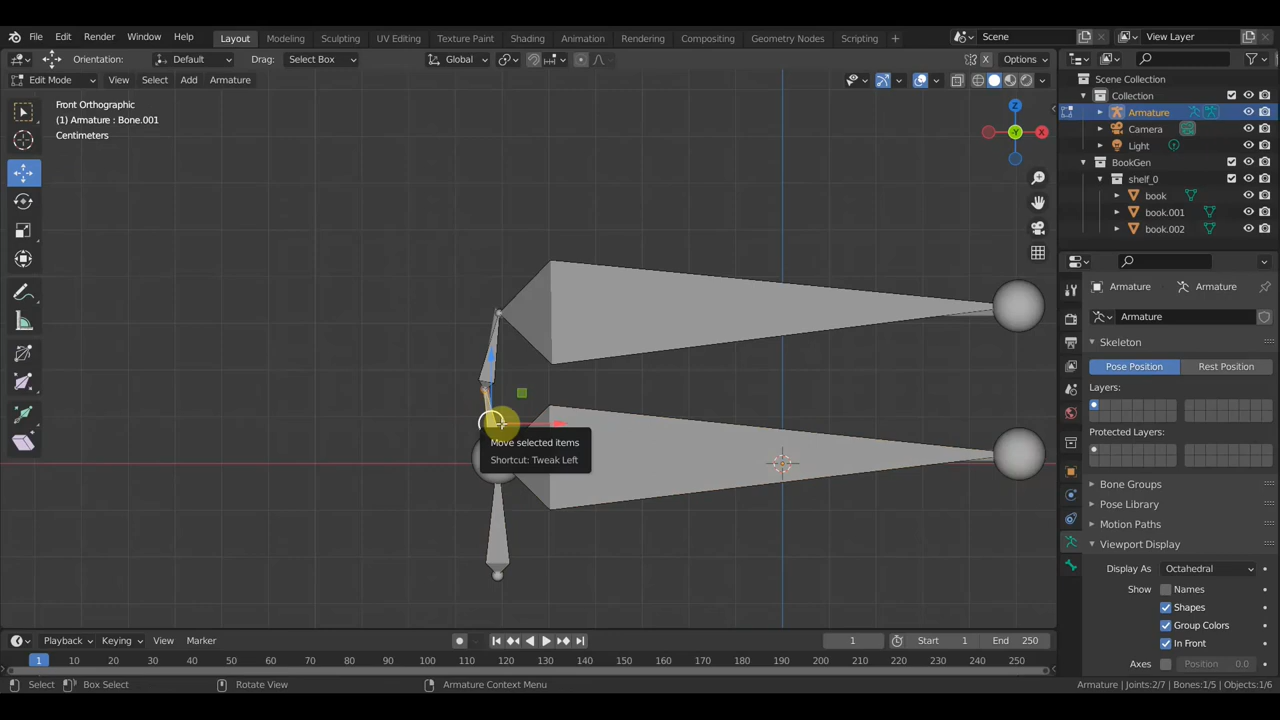 File Edit Render Window Help Layout Modeling Sculpting UV Editing Texture Paint Shading Animation Rendering Compositing Geometry Nodes Scripting + Scene View Layer
Orientation: Default Drag: Select Box Global X Options
Edit Mode View Select Add Armature
Front Orthographic
(1) Armature : Bone.001
Centimeters
Z
X
-Y
Move selected items
Shortcut: Tweak Left
Scene Collection
Collection
Armature
Camera
Light
BookGen
shelf_0
book
book.001
book.002
Armature Armature
Armature
Skeleton
Pose Position Rest Position
Layers:
Protected Layers:
Bone Groups
Pose Library
Motion Paths
Viewport Display
Display As Octahedral
Show Names
Shapes
Group Colors
In Front
Axes Position 0.0
Playback Keying View Marker 1 Start 1 End 250
1 10 20 30 40 50 60 70 80 90 100 110 120 130 140 150 160 170 180 190 200 210 220 230 240 250
Select Box Select Rotate View Armature Context Menu Armature | Joints:2/7 | Bones:1/5 | Objects:1/6